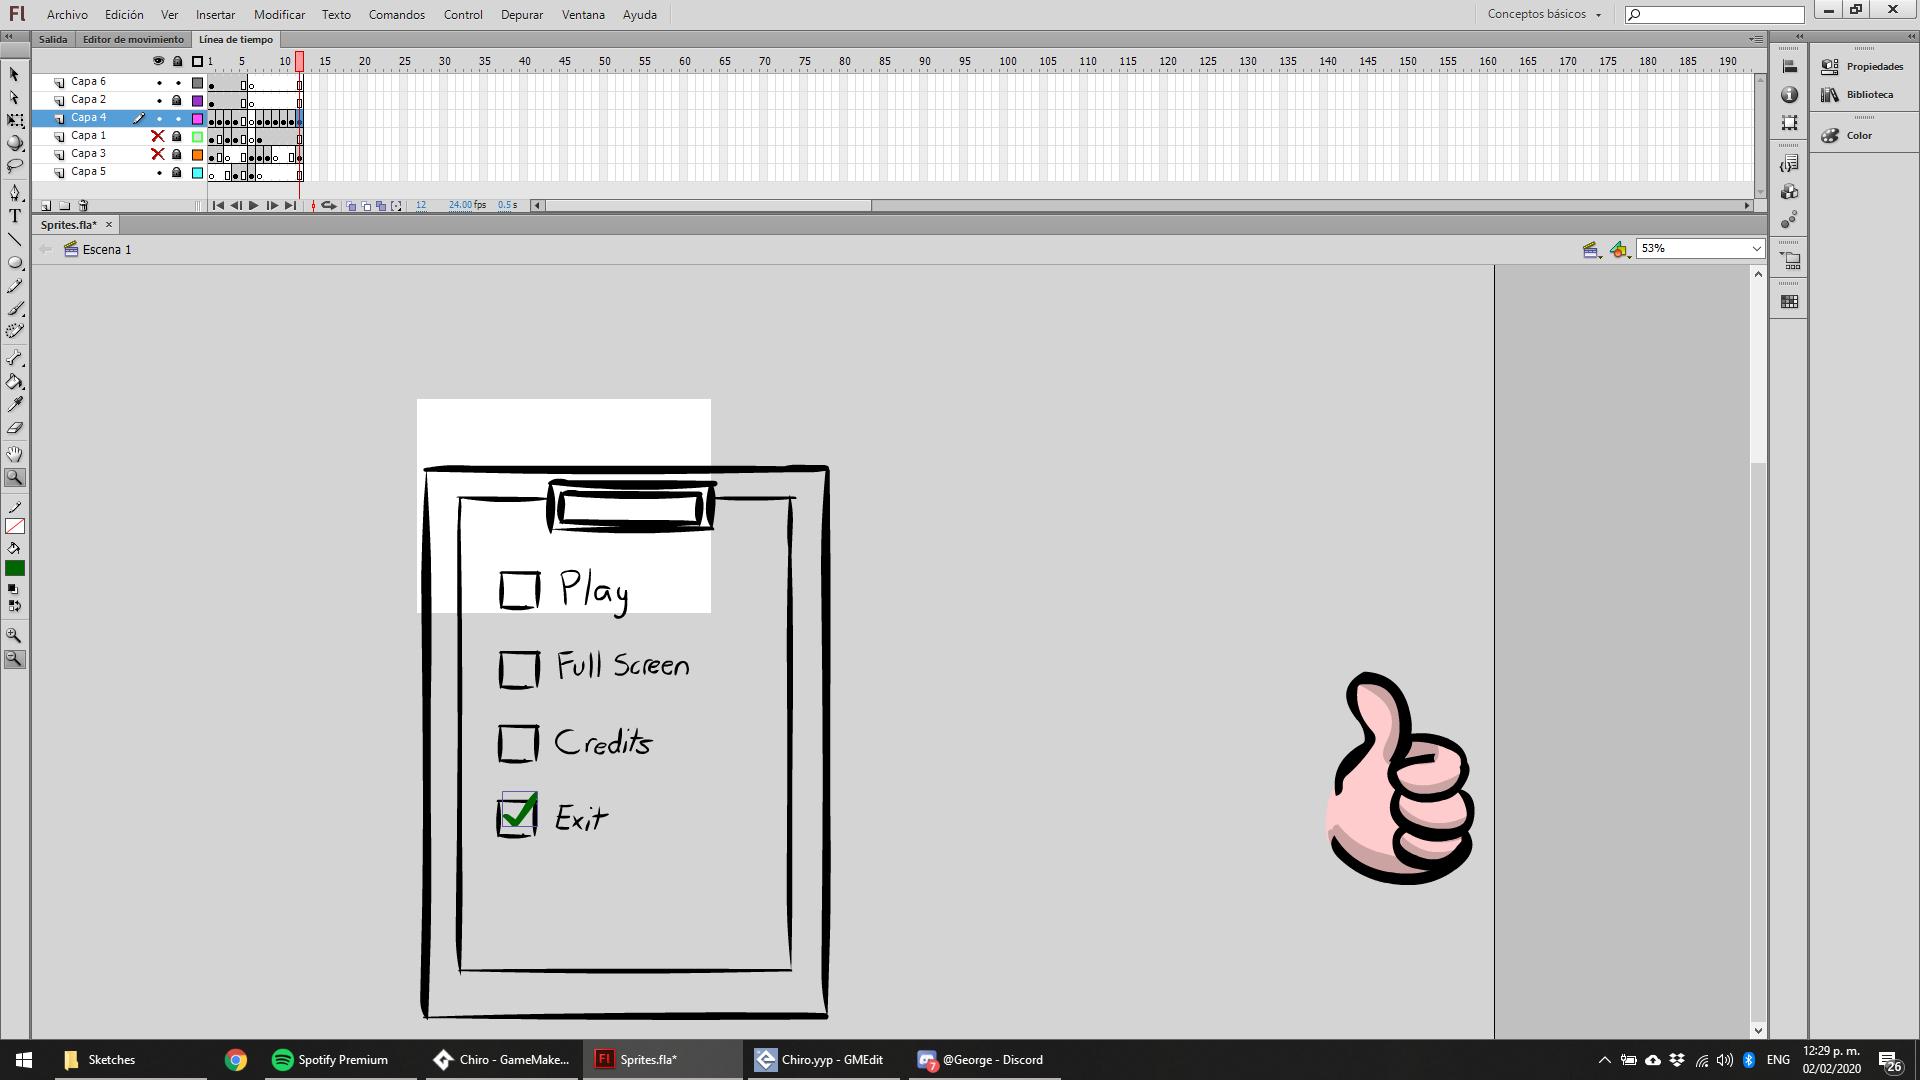 Fl Archivo Edición Ver Insertar Modificar Texto Comandos Control Depurar Ventana Ayuda Conceptos básicos
Salida Editor de movimiento Línea de tiempo
1 5 10 15 20 25 30 35 40 45 50 55 60 65 70 75 80 85 90 95 100 105 110 115 120 125 130 135 140 145 150 155 160 165 170 175 180 185 190
Capa 6
Capa 2
Capa 4
Capa 1
Capa 3
Capa 5
12 24.00 fps 0.5 s
Sprites.fla*
Escena 1
53%
Propiedades
Biblioteca
Color
Play
Full Screen
Credits
Exit
Sketches
Spotify Premium
Chiro - GameMake...
Fl Sprites.fla*
Chiro.yyp - GMEdit
7 @George - Discord
ENG
12:29 p. m.
02/02/2020
26